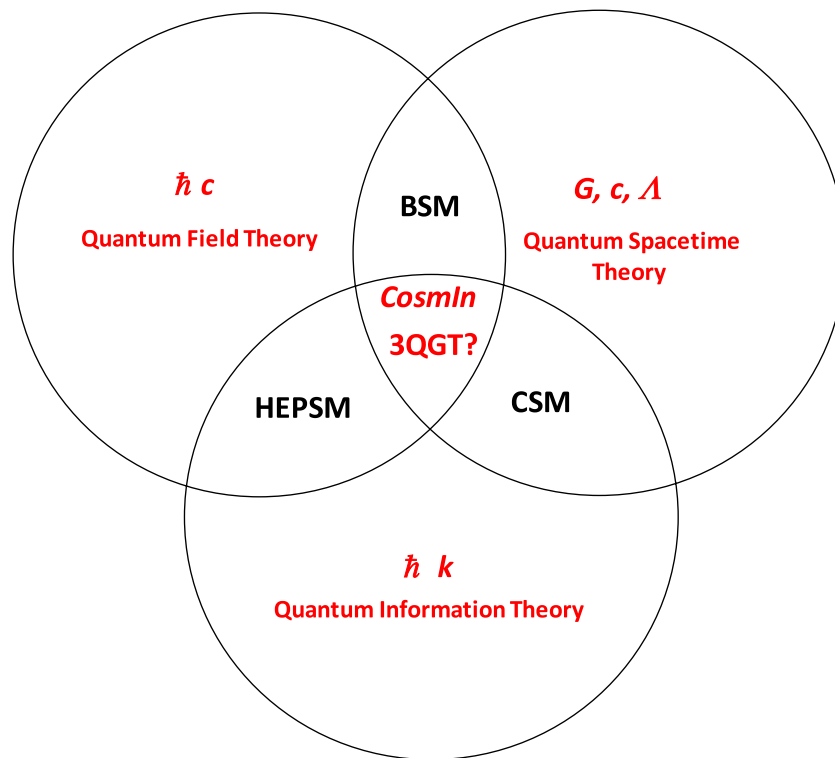 ħ c
Quantum Field Theory
BSM
G, c, Λ
Quantum Spacetime
Theory
CosmIn
3QGT?
HEPSM
CSM
ħ k
Quantum Information Theory